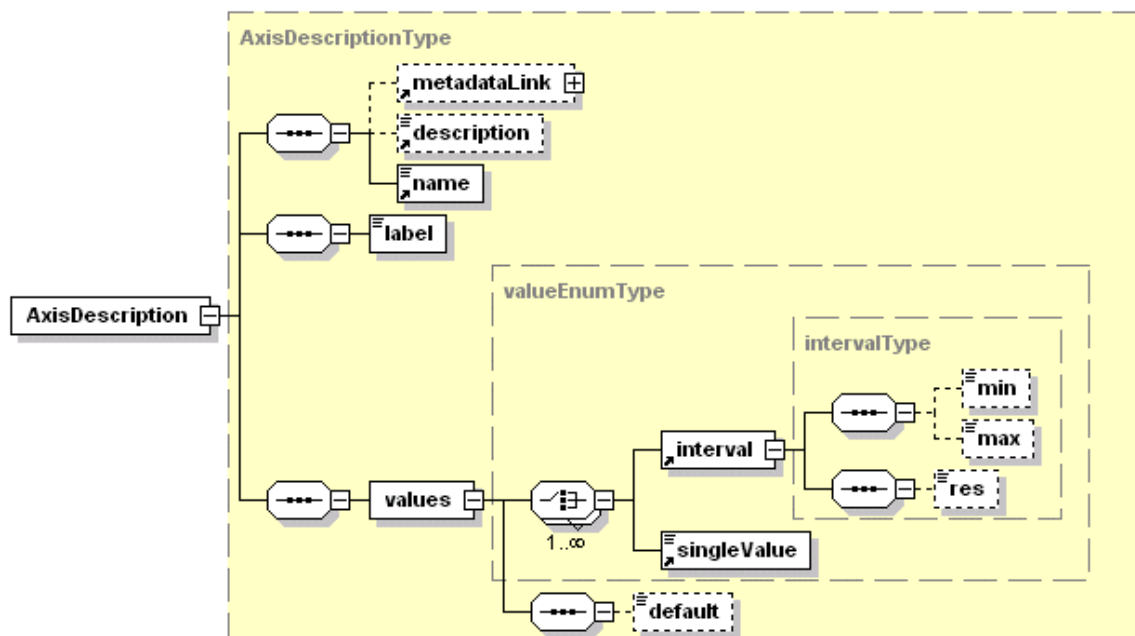 AxisDescriptionType
metadataLink
description
name
label
valueEnumType
AxisDescription
intervalType
min
max
interval
res
values
1..∞
singleValue
default